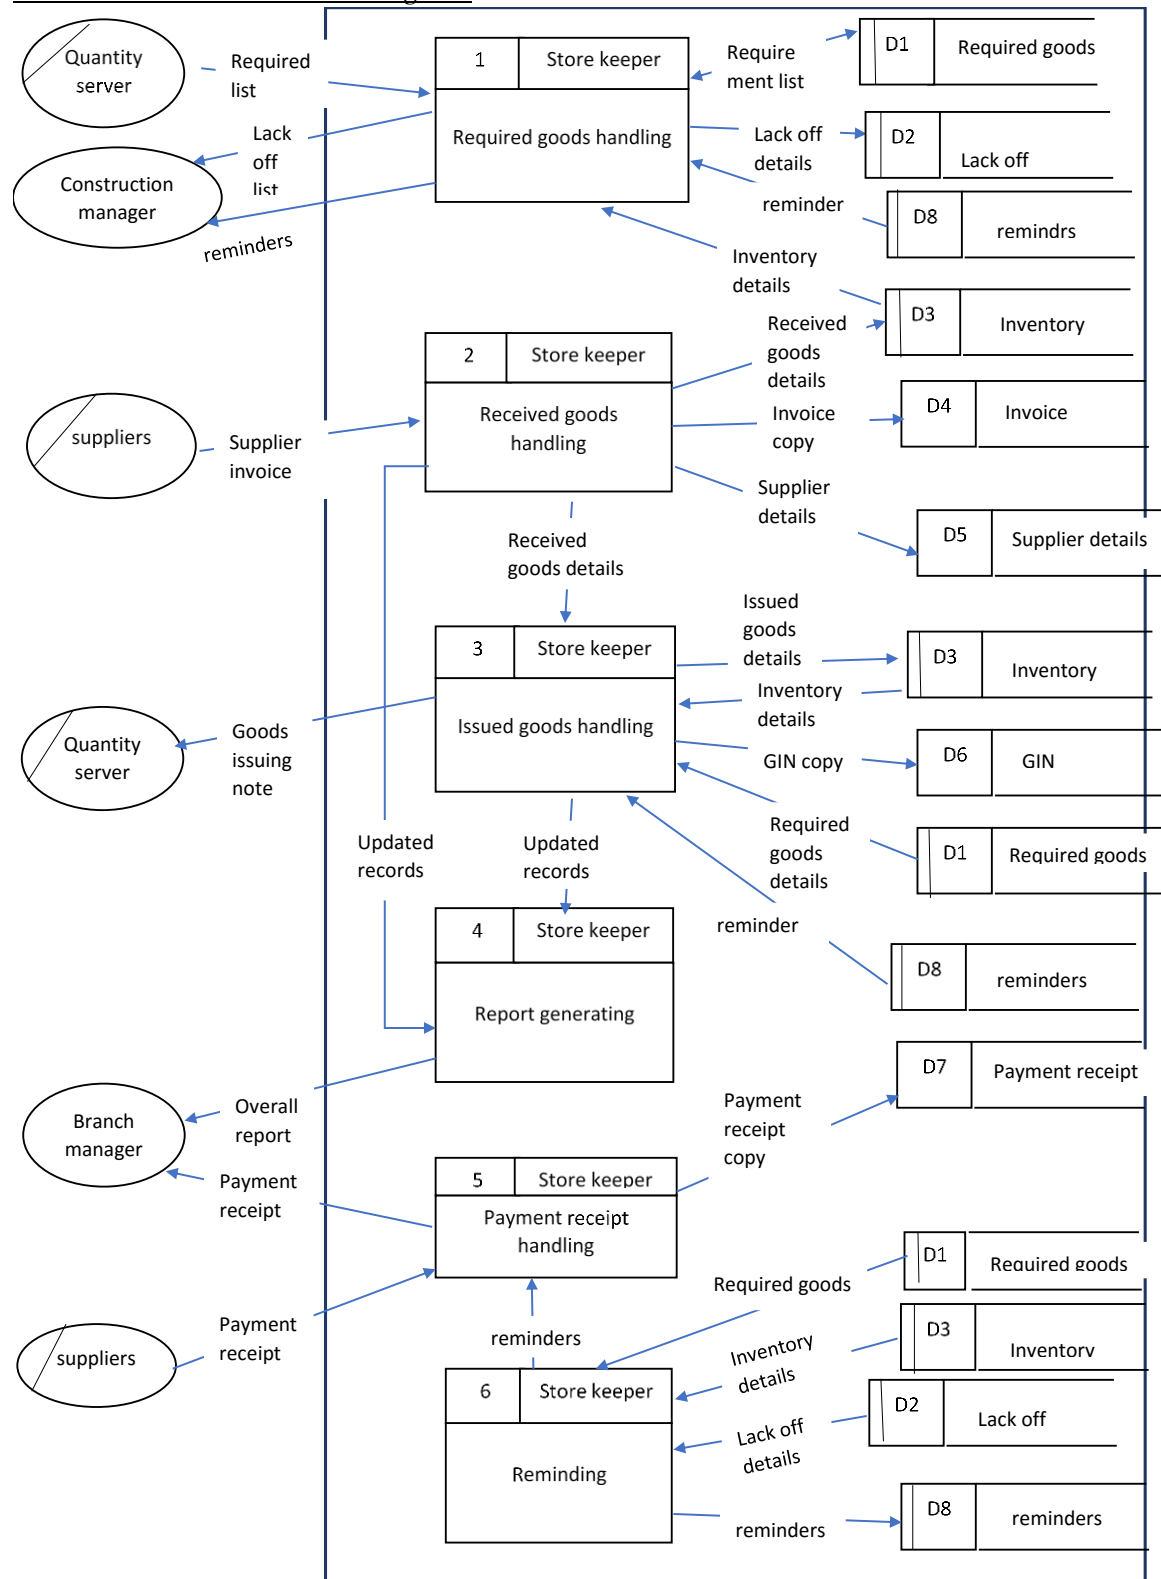 Quantity
server
Required
list
1
Store keeper
Required goods handling
Require
ment list
D1
Required goods
Lack
off
list
Lack off
details
D2
Lack off
Construction
manager
reminders
reminder
D8
remindrs
Inventory
details
D3
Inventory
Received
goods
details
2
Store keeper
Received goods
handling
suppliers
Supplier
invoice
Invoice
copy
D4
Invoice
Supplier
details
D5
Supplier details
Received
goods details
3
Store keeper
Issued goods handling
Issued
goods
details
D3
Inventory
Inventory
details
Quantity
server
Goods
issuing
note
GIN copy
D6
GIN
Required
goods
details
D1
Required goods
Updated
records
Updated
records
reminder
D8
reminders
4
Store keeper
Report generating
D7
Payment receipt
Branch
manager
Overall
report
Payment
receipt
copy
Payment
receipt
5
Store keeper
Payment receipt
handling
Required goods
D1
Required goods
suppliers
Payment
receipt
reminders
Inventory
details
D3
Inventory
6
Store keeper
Reminding
Lack off
details
D2
Lack off
reminders
D8
reminders